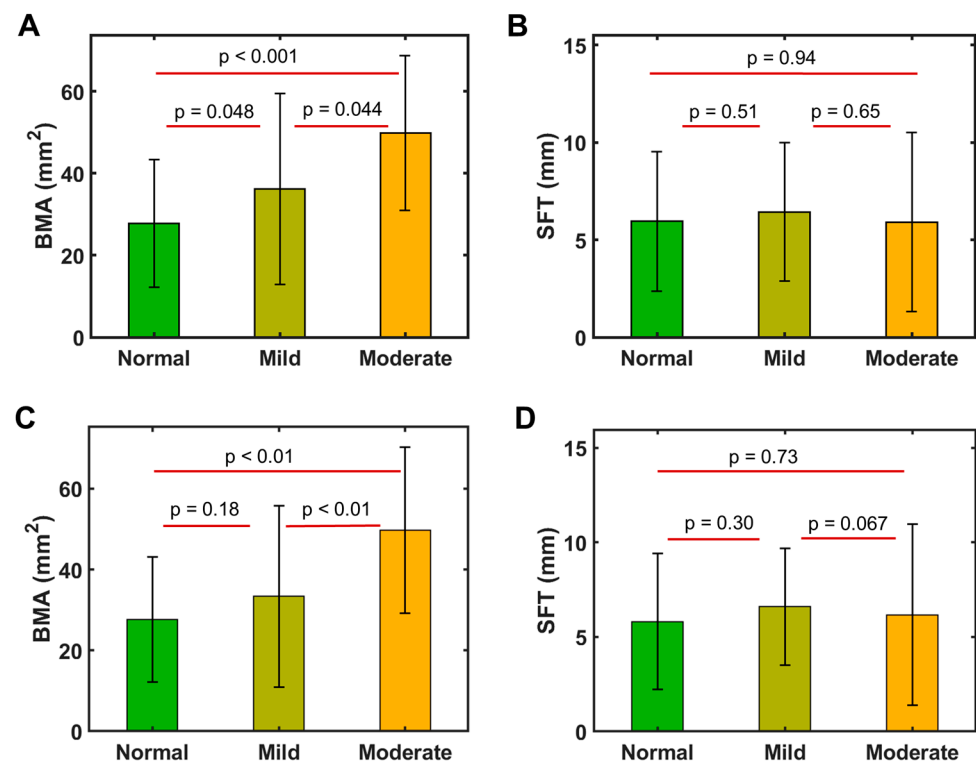 A
BMA (mm²)
60
40
20
0
p < 0.001
p = 0.048
p = 0.044
Normal Mild Moderate
B
SFT (mm)
15
10
5
0
p = 0.94
p = 0.51
p = 0.65
Normal Mild Moderate
C
BMA (mm²)
60
40
20
0
p < 0.01
p = 0.18
p < 0.01
Normal Mild Moderate
D
SFT (mm)
15
10
5
0
p = 0.73
p = 0.30
p = 0.067
Normal Mild Moderate